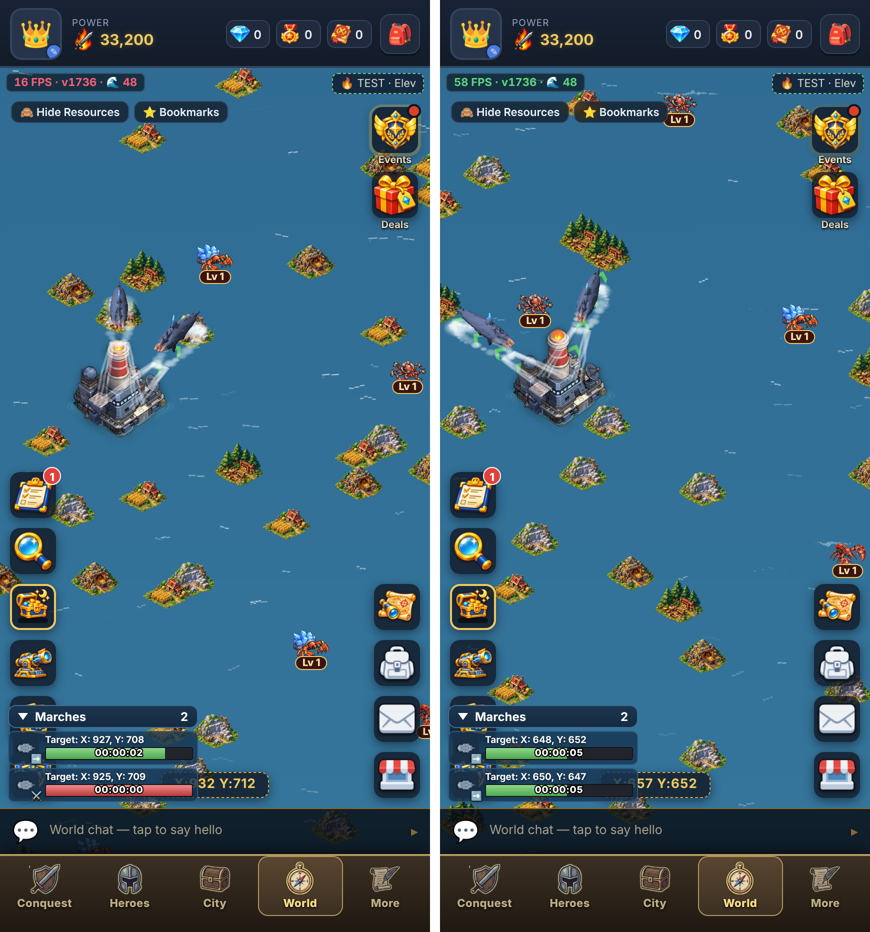 POWER
33,200
0
0
0
16 FPS · v1736 · 🌊 48
🔥 TEST · Elev
🙈 Hide Resources
⭐ Bookmarks
Events
Deals
Lv 1
Lv 1
1
Lv 1
Marches
2
Target: X: 927, Y: 708
00:00:02
Target: X: 925, Y: 709
00:00:00
32 Y:712
World chat — tap to say hello
Conquest
Heroes
City
World
More
POWER
33,200
0
0
0
58 FPS · v1736 · 🌊 48
🔥 TEST · Elev
🙈 Hide Resources
⭐ Bookmarks
Lv 1
Events
Deals
Lv 1
Lv 1
1
Lv 1
Marches
2
Target: X: 648, Y: 652
00:00:05
Target: X: 650, Y: 647
00:00:05
657 Y:652
World chat — tap to say hello
Conquest
Heroes
City
World
More